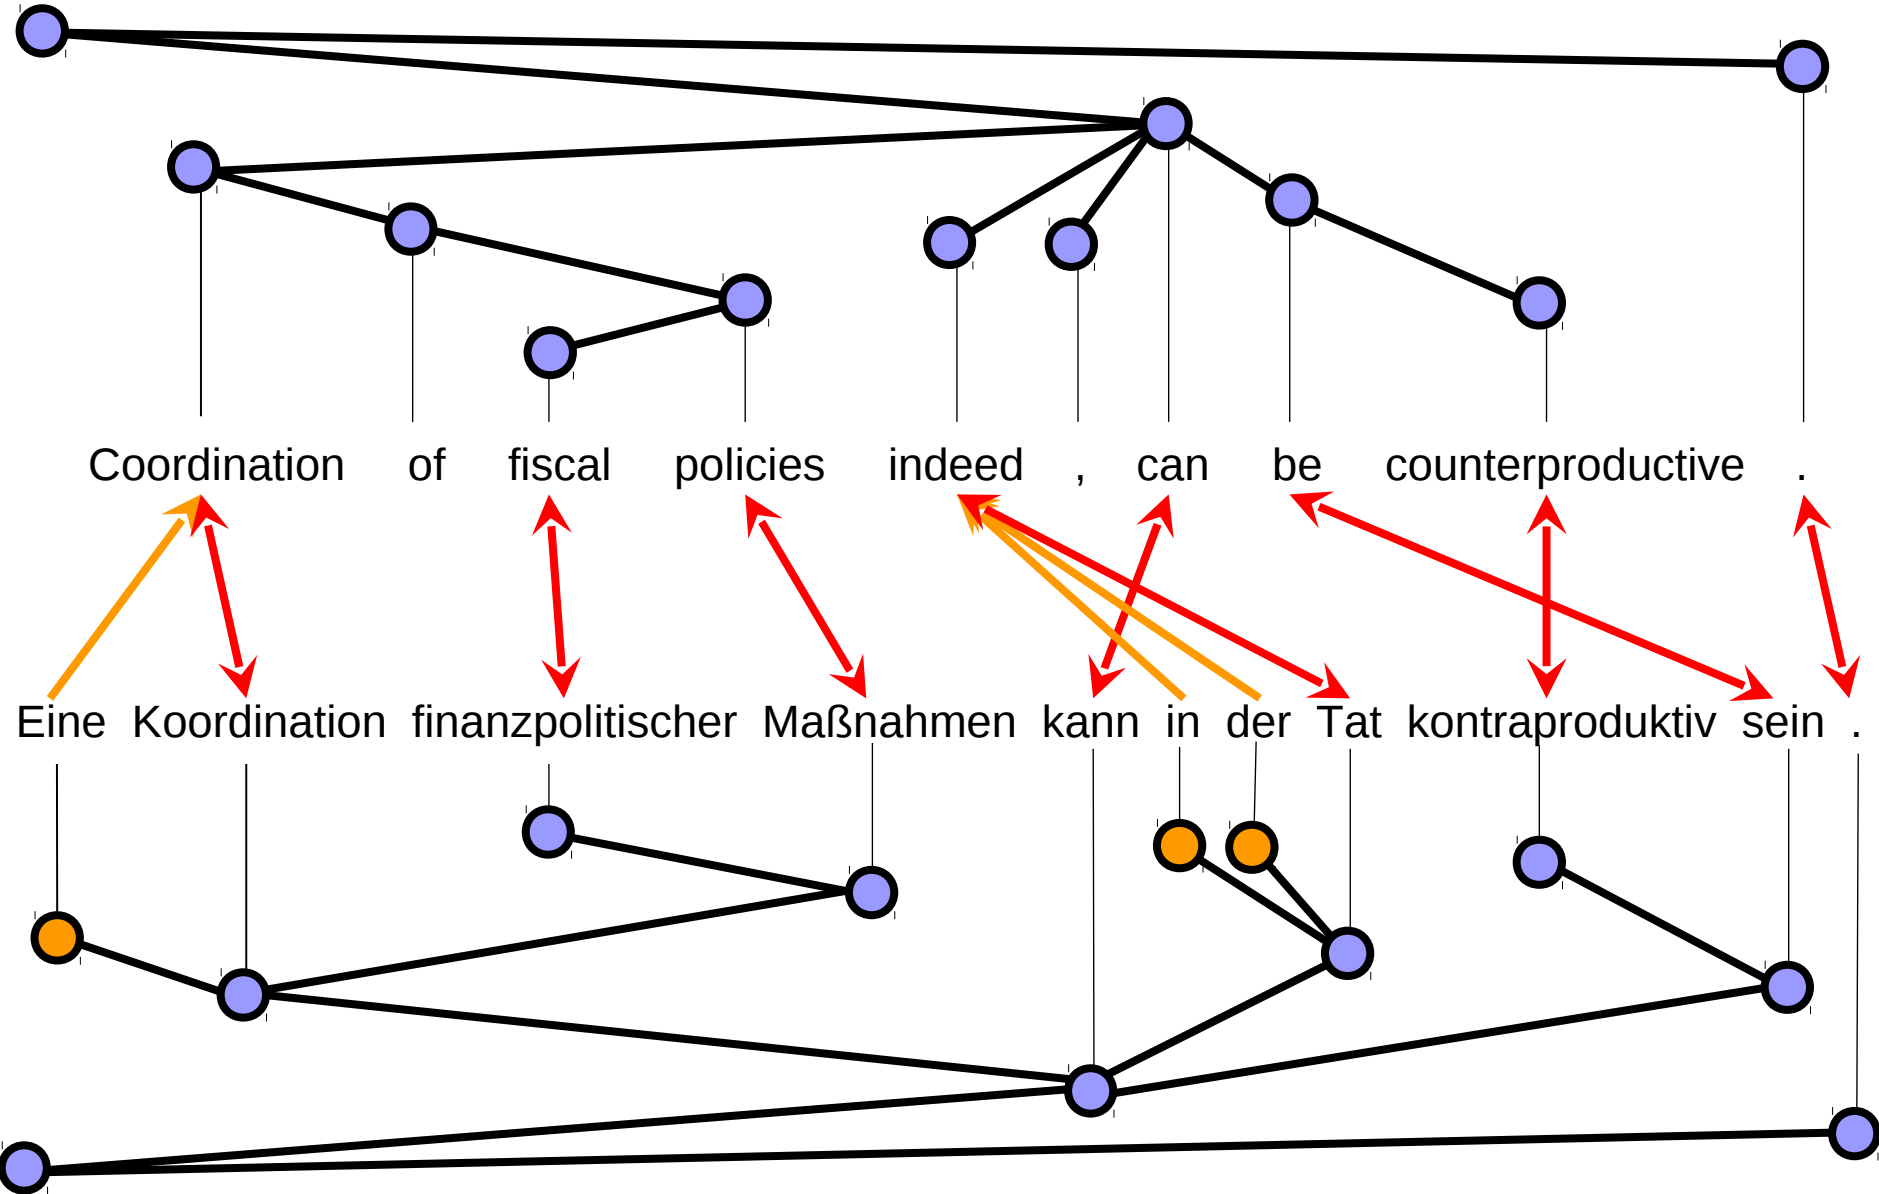 Coordination of fiscal policies indeed , can be counterproductive .
Eine Koordination finanzpolitischer Maßnahmen kann in der Tat kontraproduktiv sein .